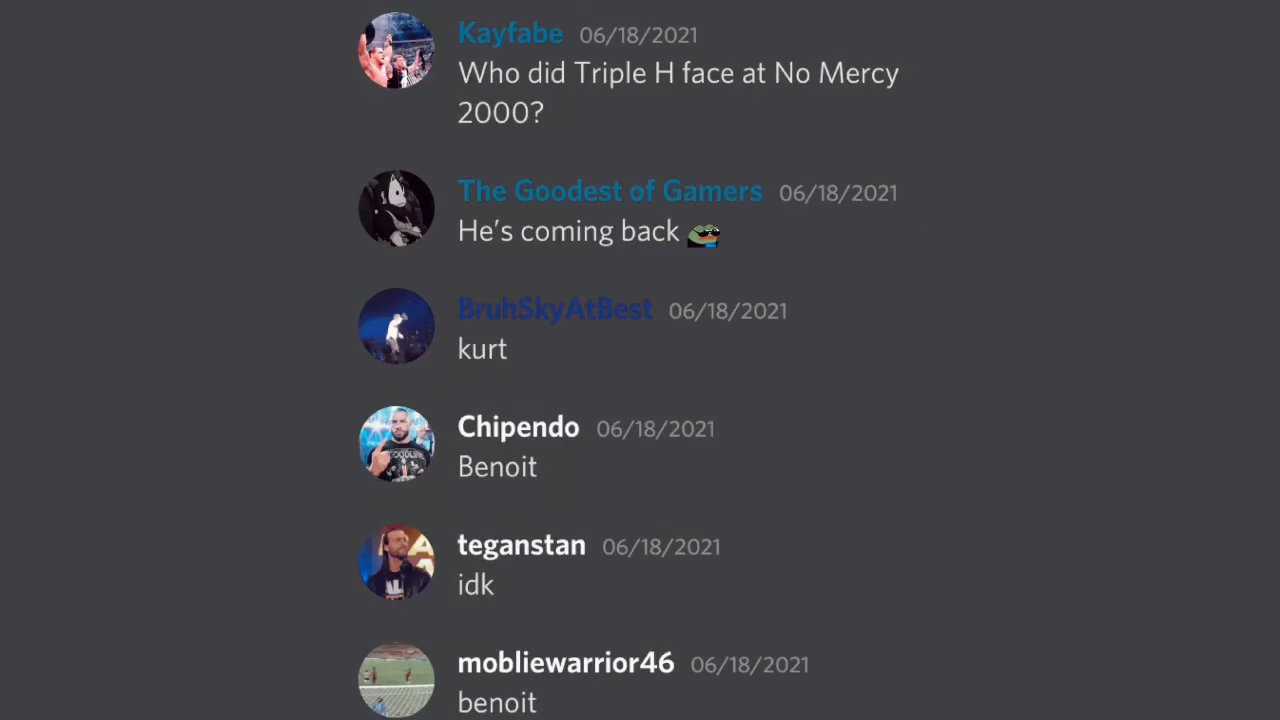 Kayfabe 06/18/2021
Who did Triple H face at No Mercy
2000?
The Goodest of Gamers 06/18/2021
He's coming back
BruhSkyAtBest 06/18/2021
kurt
Chipendo 06/18/2021
Benoit
teganstan 06/18/2021
idk
mobliewarrior46 06/18/2021
benoit